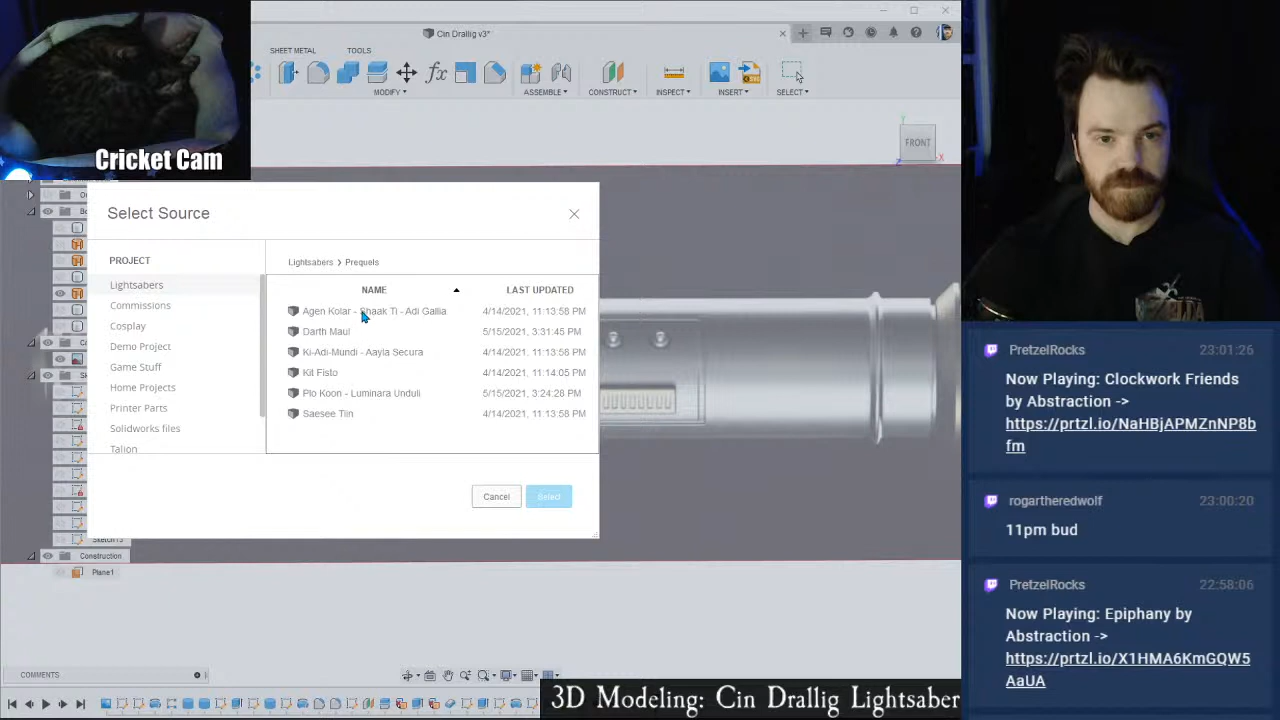 Cin Drallig v3*
SHEET METAL
TOOLS
MODIFY
ASSEMBLE
CONSTRUCT
INSPECT
INSERT
SELECT
FRONT
Y
X
Z
Cricket Cam
Select Source
PROJECT
Lightsabers
Commissions
Cosplay
Demo Project
Game Stuff
Home Projects
Printer Parts
Solidworks files
Talion
Lightsabers > Prequels
NAME LAST UPDATED
Agen Kolar - Shaak Ti - Adi Gallia 4/14/2021, 11:13:58 PM
Darth Maul 5/15/2021, 3:31:45 PM
Ki-Adi-Mundi - Aayla Secura 4/14/2021, 11:13:56 PM
Kit Fisto 4/14/2021, 11:14:05 PM
Plo Koon - Luminara Unduli 5/15/2021, 3:24:28 PM
Saesee Tiin 4/14/2021, 11:13:58 PM
Cancel
Select
Sketch13
Construction
Plane1
COMMENTS
3D Modeling: Cin Drallig Lightsaber
PretzelRocks 23:01:26
Now Playing: Clockwork Friends
by Abstraction ->
https://prtzl.io/NaHBjAPMZnNP8b
fm
rogartheredwolf 23:00:20
11pm bud
PretzelRocks 22:58:06
Now Playing: Epiphany by
Abstraction ->
https://prtzl.io/X1HMA6KmGQW5
AaUA